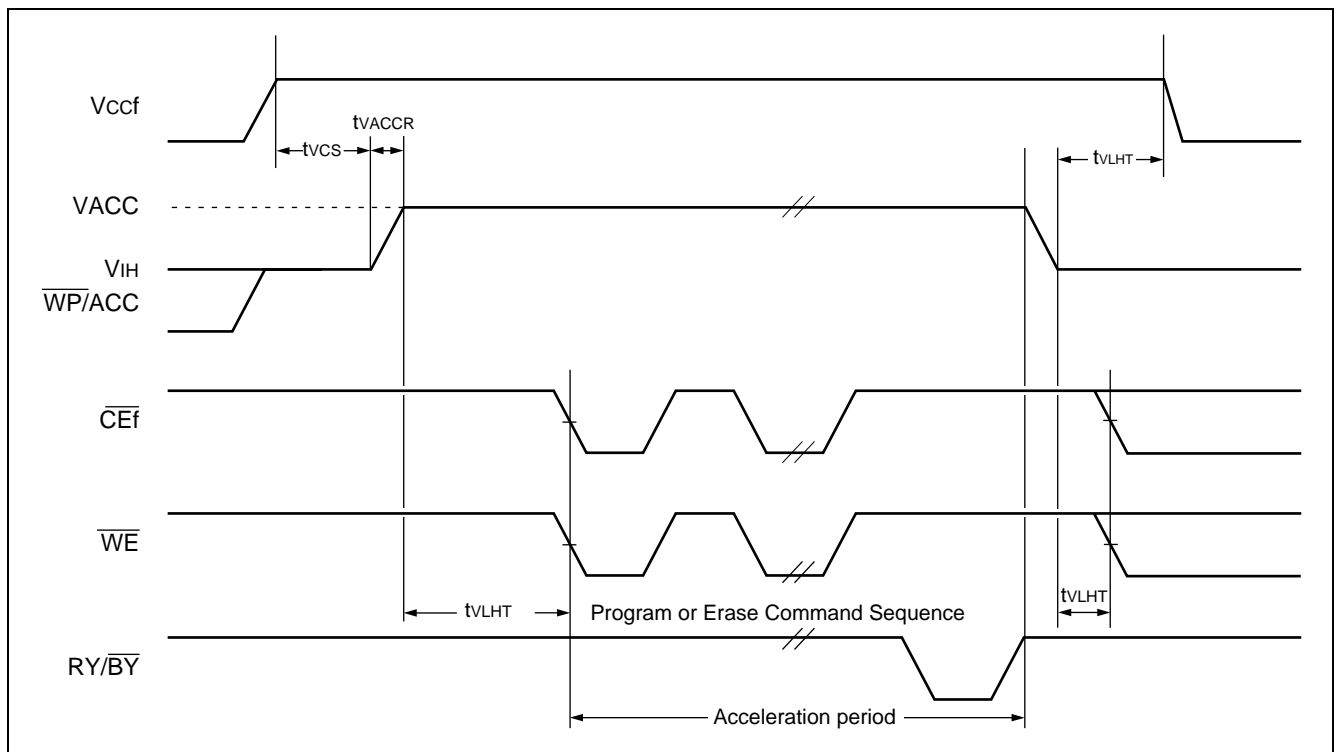 Vccf
tVACCR
tVCS
tVLHT
VACC
VIH
WP/ACC
CEf
WE
tVLHT
Program or Erase Command Sequence
tVLHT
RY/BY
Acceleration period